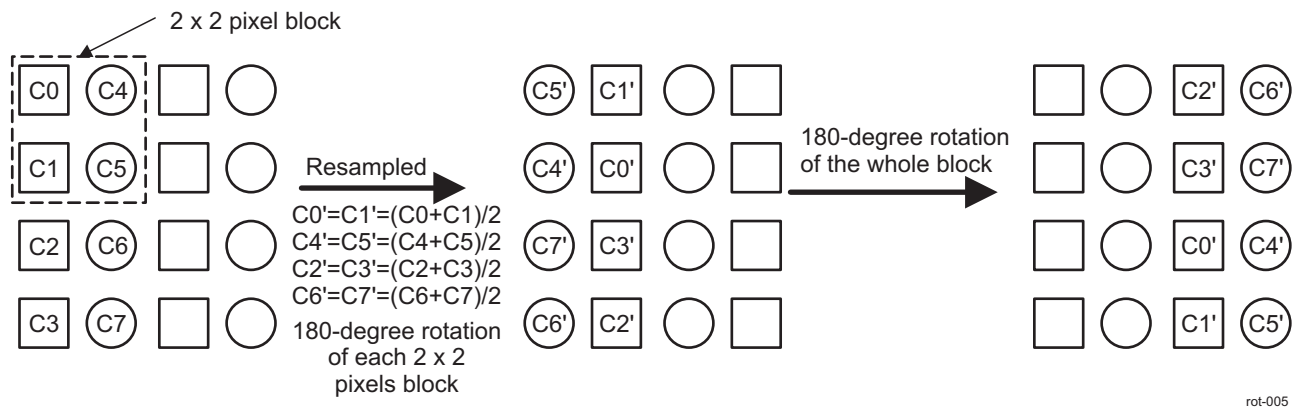 2 x 2 pixel block
C0 C4 C5' C1' C2' C6'
180-degree rotation
of the whole block
C1 C5 Resampled C4' C0' C3' C7'
C0'=C1'=(C0+C1)/2
C4'=C5'=(C4+C5)/2
C2 C6 C7' C3' C0' C4'
C2'=C3'=(C2+C3)/2
C6'=C7'=(C6+C7)/2
C3 C7 C6' C2' C1' C5'
180-degree rotation
of each 2 x 2
pixels block
rot-005